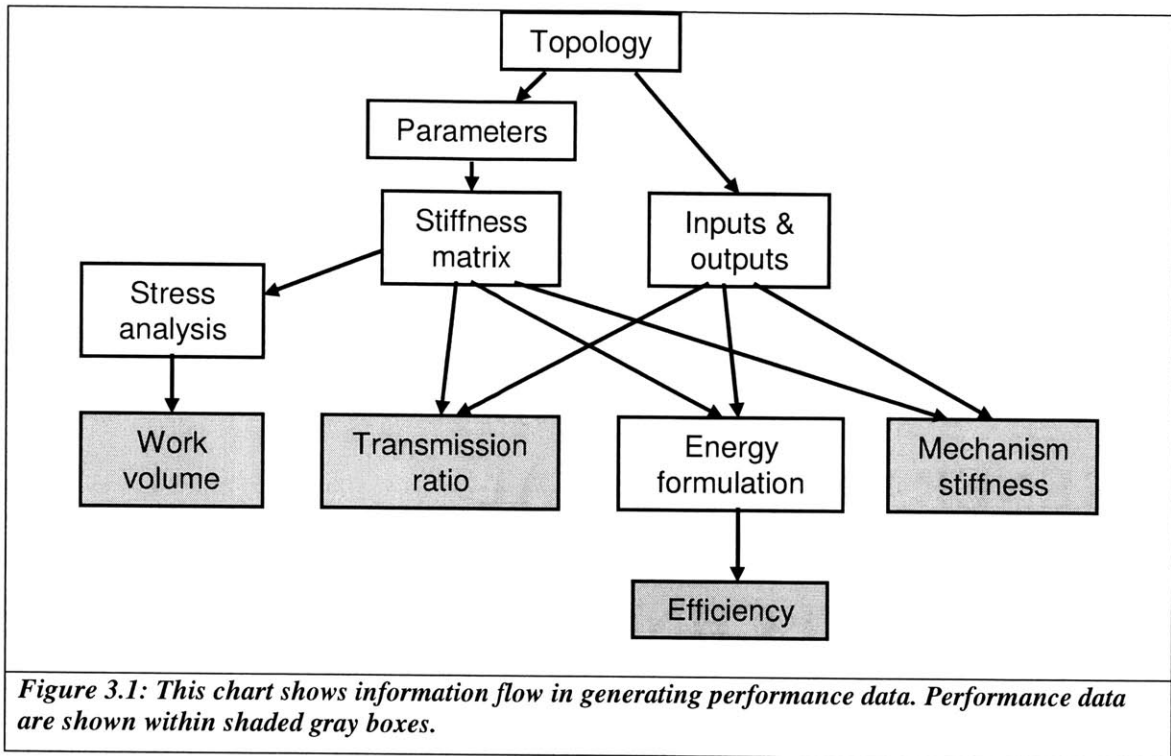 Topology
Parameters
Stiffness
matrix
Inputs &
outputs
Stress
analysis
Work
volume
Transmission
ratio
Energy
formulation
Mechanism
stiffness
Efficiency
Figure 3.1: This chart shows information flow in generating performance data. Performance data
are shown within shaded gray boxes.